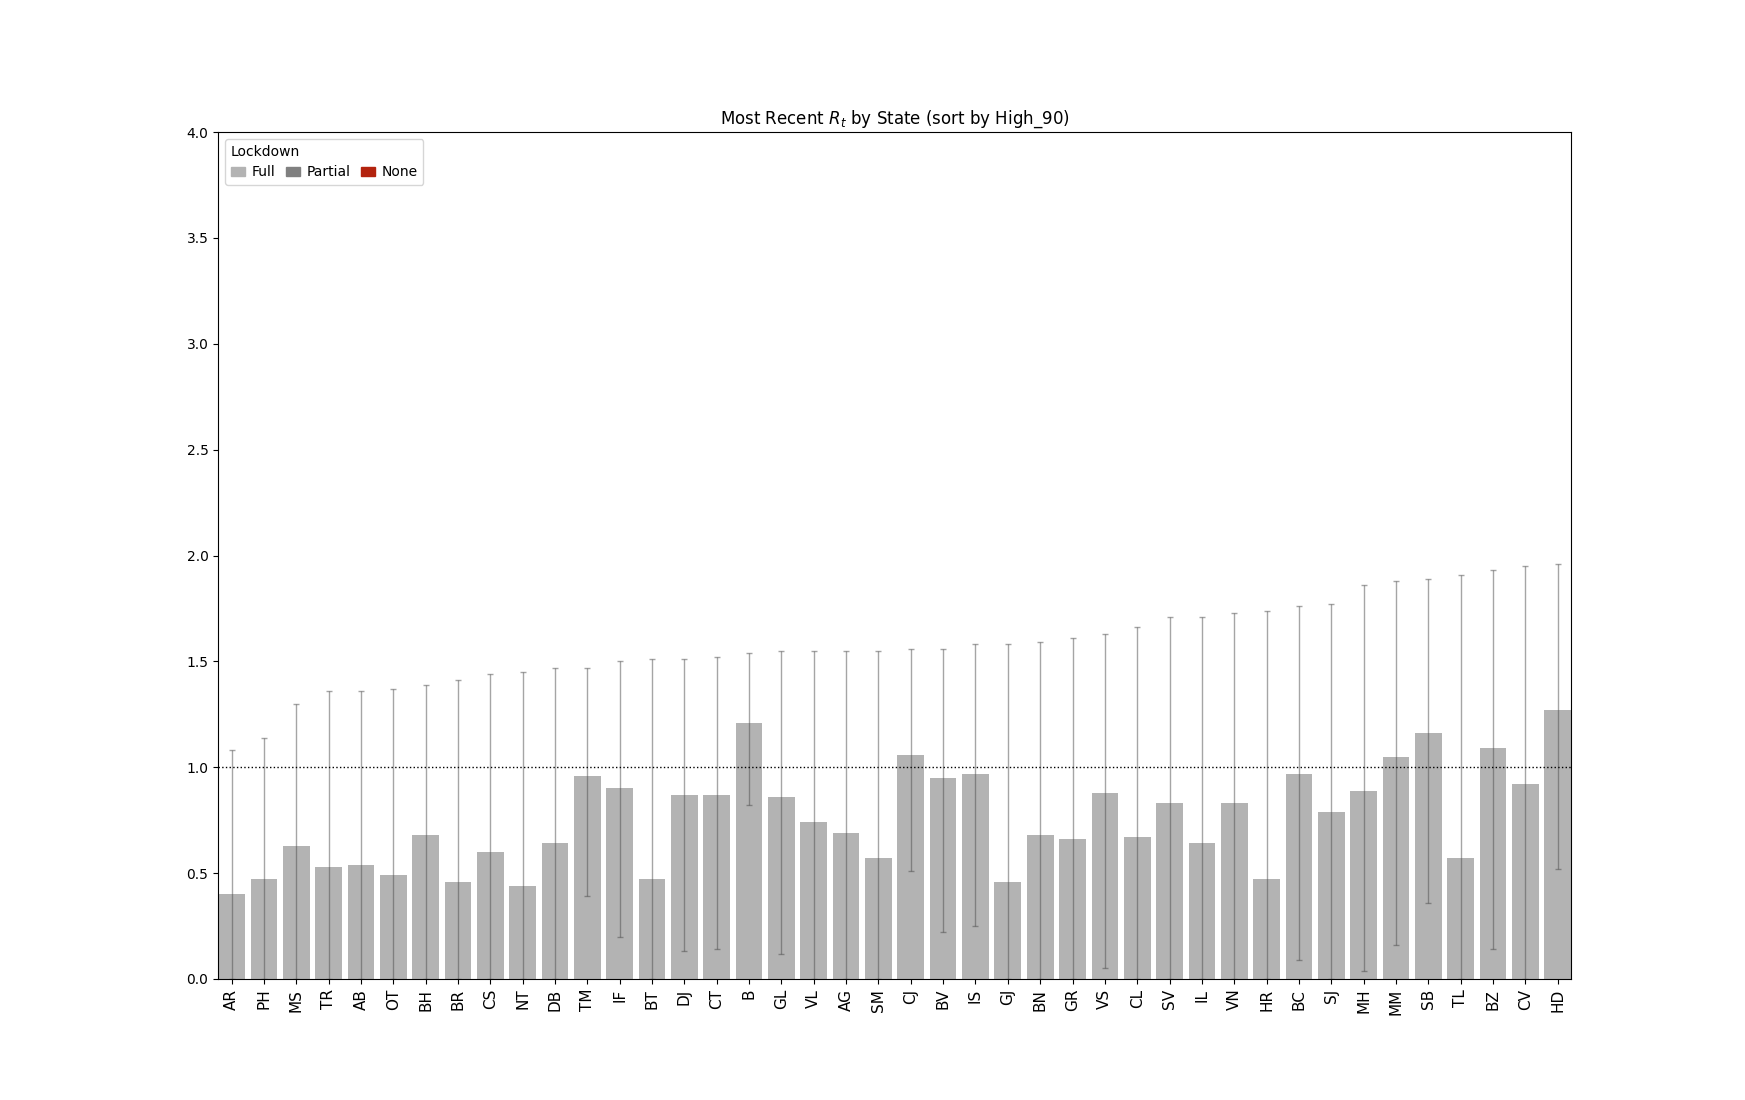 Most Recent R_t by State (sort by High_90)
4.0
Lockdown
Full Partial None
3.5
3.0
2.5
2.0
1.5
1.0
0.5
0.0
AR PH MS TR AB OT BH BR CS NT DB TM IF BT DJ CT B GL VL AG SM CJ BV IS GJ BN GR VS CL SV IL VN HR BC SJ MH MM SB TL BZ CV HD